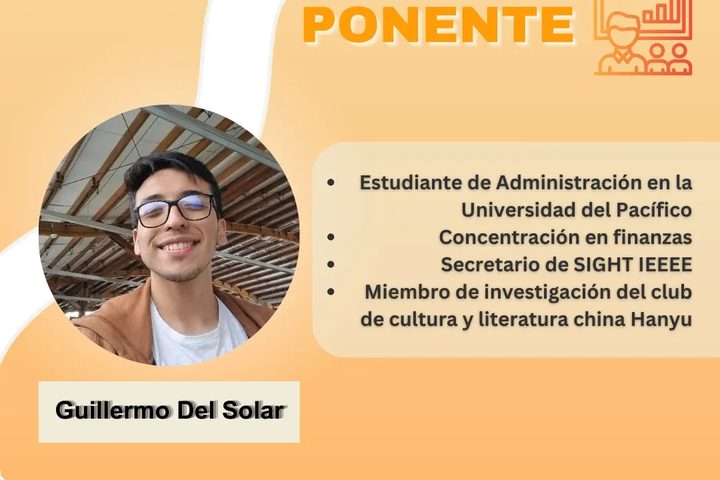 PONENTE
• Estudiante de Administración en la
Universidad del Pacífico
• Concentración en finanzas
• Secretario de SIGHT IEEEE
• Miembro de investigación del club
de cultura y literatura china Hanyu
Guillermo Del Solar